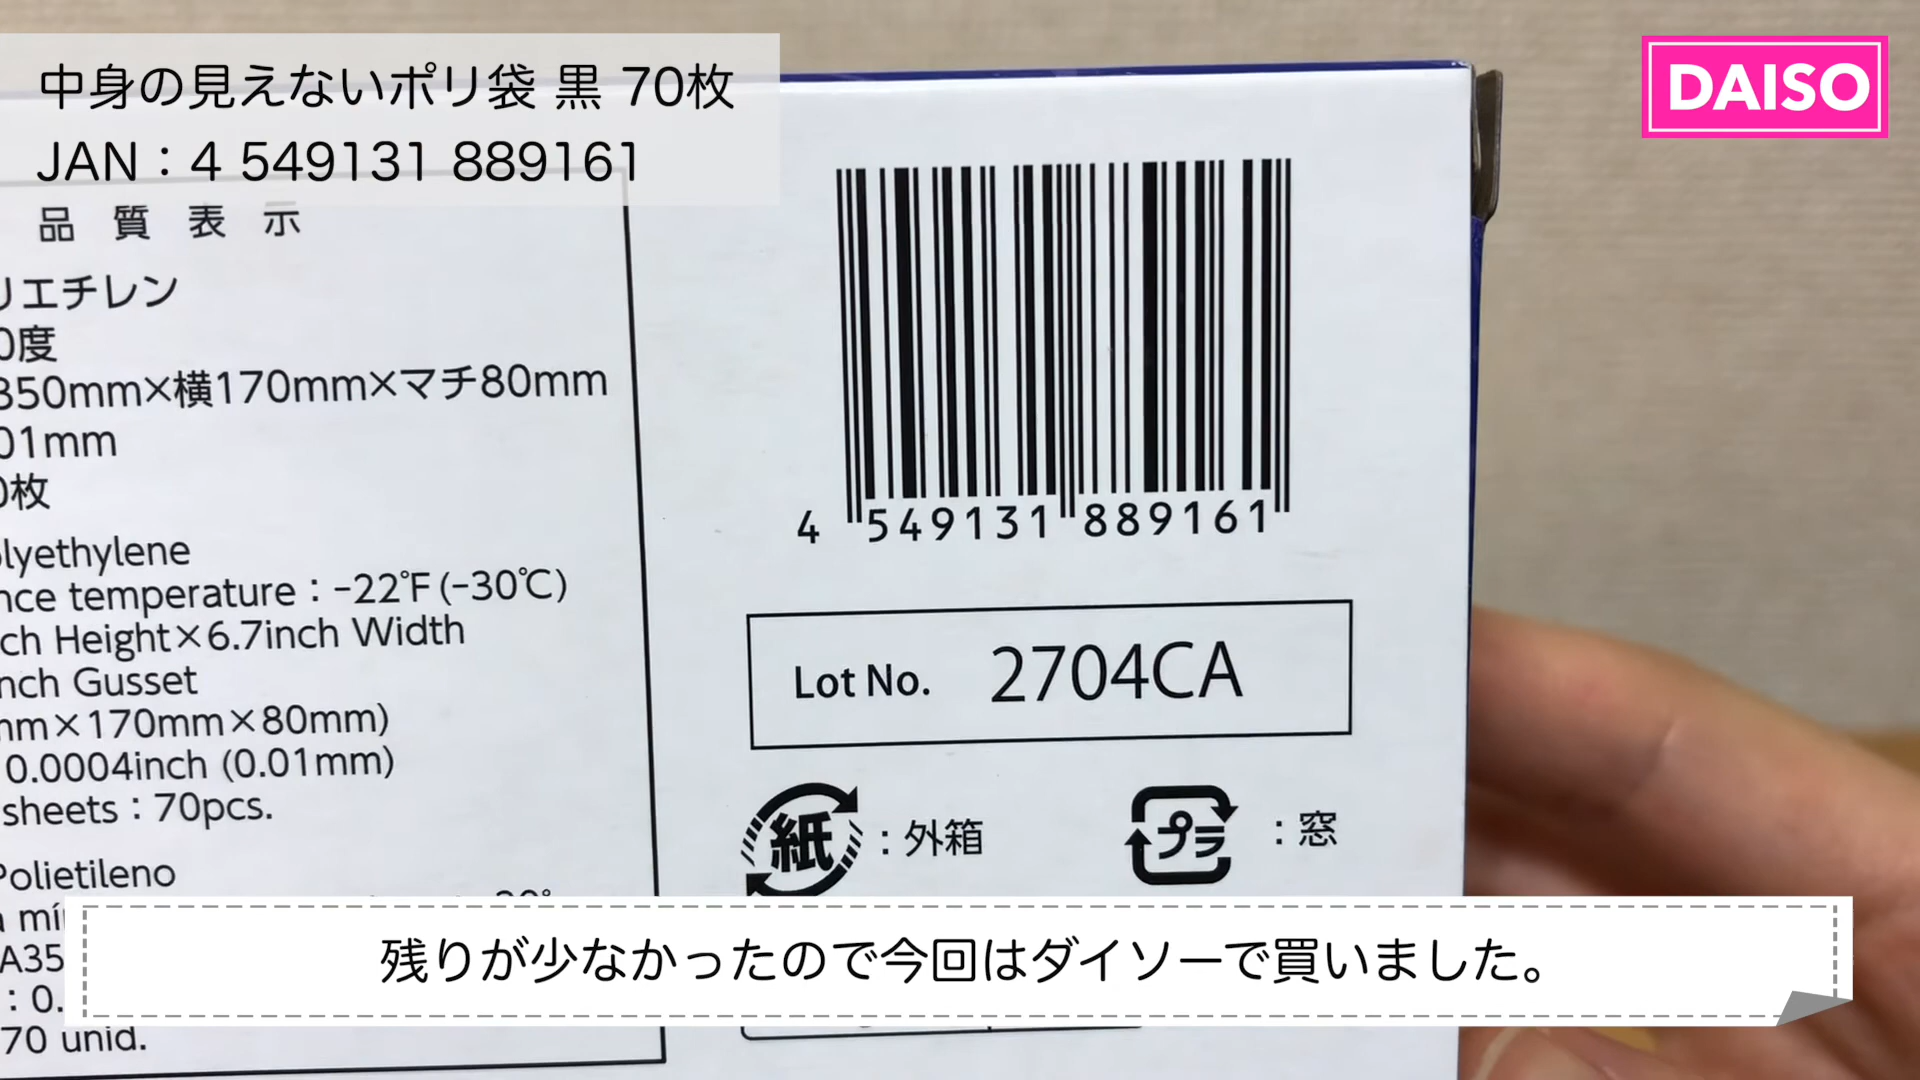 中身の見えないポリ袋 黒 70枚
JAN：4 549131 889161
DAISO
品質表示
リエチレン
0度
350mm×横170mm×マチ80mm
01mm
0枚
olyethylene
nce temperature：-22℉(-30℃)
ch Height×6.7inch Width
nch Gusset
mm×170mm×80mm)
0.0004inch (0.01mm)
sheets：70pcs.
Polietileno
A35
：0.
70 unid.
4 549131 889161
Lot No. 2704CA
紙：外箱
プラ：窓
残りが少なかったので今回はダイソーで買いました。